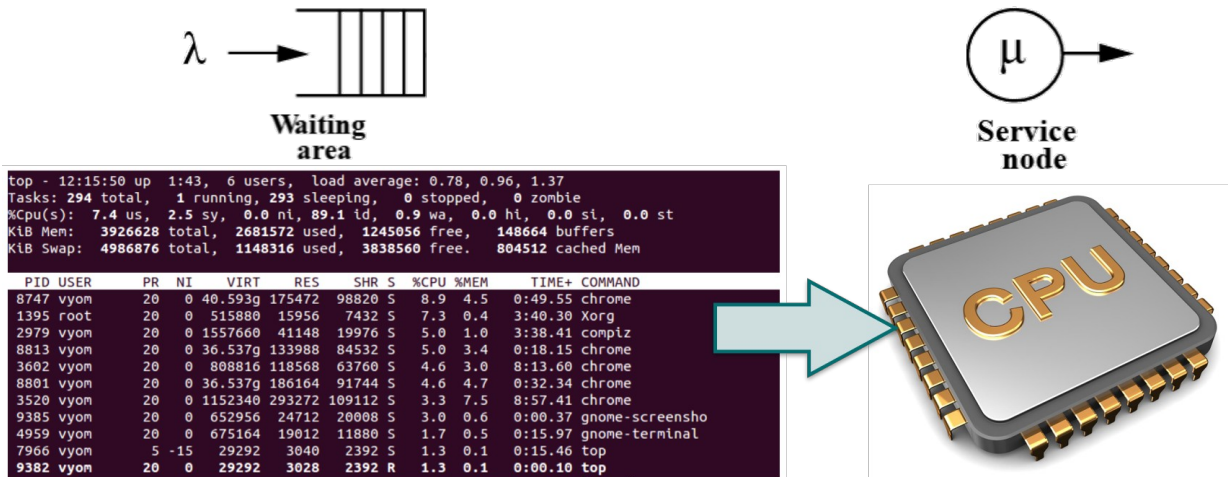 λ
μ
Waiting
area
Service
node
top - 12:15:50 up 1:43, 6 users, load average: 0.78, 0.96, 1.37
Tasks: 294 total, 1 running, 293 sleeping, 0 stopped, 0 zombie
%Cpu(s): 7.4 us, 2.5 sy, 0.0 ni, 89.1 id, 0.9 wa, 0.0 hi, 0.0 si, 0.0 st
KiB Mem: 3926628 total, 2681572 used, 1245056 free, 148664 buffers
KiB Swap: 4986876 total, 1148316 used, 3838560 free. 804512 cached Mem
PID USER PR NI VIRT RES SHR S %CPU %MEM TIME+ COMMAND
8747 vyom 20 0 40.593g 175472 98820 S 8.9 4.5 0:49.55 chrome
1395 root 20 0 515880 15956 7432 S 7.3 0.4 3:40.30 Xorg
2979 vyom 20 0 1557660 41148 19976 S 5.0 1.0 3:38.41 compiz
8813 vyom 20 0 36.537g 133988 84532 S 5.0 3.4 0:18.15 chrome
3602 vyom 20 0 808816 118568 63760 S 4.6 3.0 8:13.60 chrome
8801 vyom 20 0 36.537g 186164 91744 S 4.6 4.7 0:32.34 chrome
3520 vyom 20 0 1152340 293272 109112 S 3.3 7.5 8:57.41 chrome
9385 vyom 20 0 652956 24712 20008 S 3.0 0.6 0:00.37 gnome-screensho
4959 vyom 20 0 675164 19012 11880 S 1.7 0.5 0:15.97 gnome-terminal
7966 vyom 5 -15 29292 3040 2392 S 1.3 0.1 0:15.46 top
9382 vyom 20 0 29292 3028 2392 R 1.3 0.1 0:00.10 top
CPU